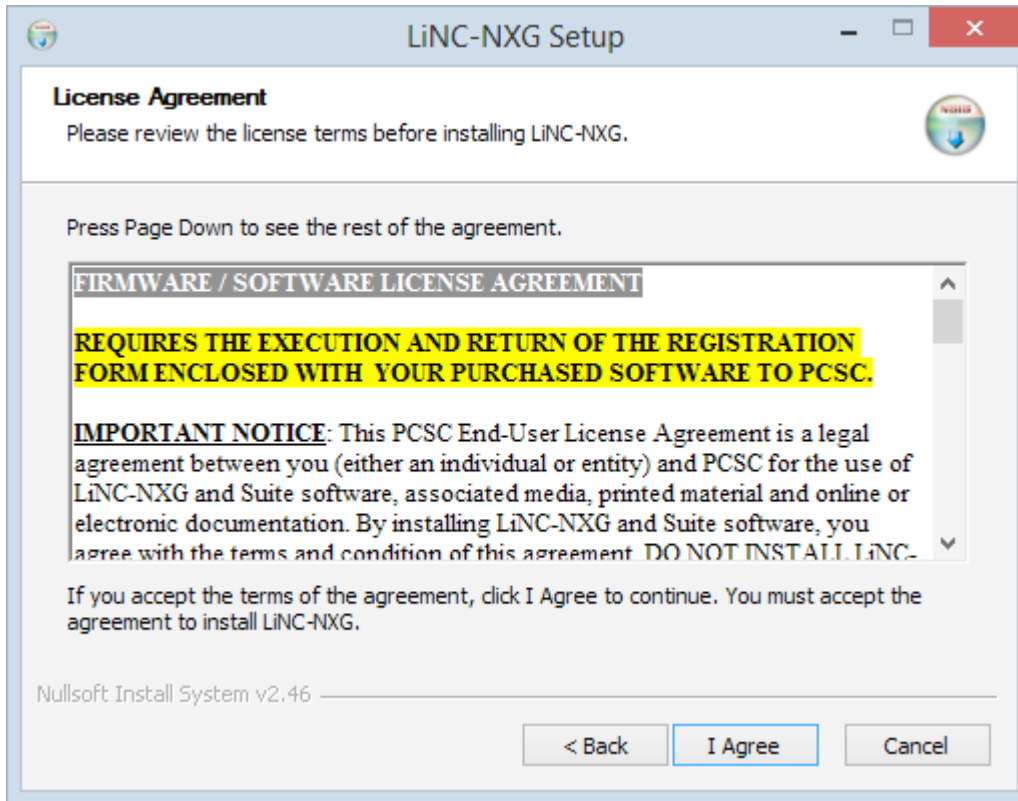 LiNC-NXG Setup
License Agreement
Please review the license terms before installing LiNC-NXG.
Press Page Down to see the rest of the agreement.
FIRMWARE / SOFTWARE LICENSE AGREEMENT
REQUIRES THE EXECUTION AND RETURN OF THE REGISTRATION
FORM ENCLOSED WITH  YOUR PURCHASED SOFTWARE TO PCSC.
IMPORTANT NOTICE: This PCSC End-User License Agreement is a legal
agreement between you (either an individual or entity) and PCSC for the use of
LiNC-NXG and Suite software, associated media, printed material and online or
electronic documentation. By installing LiNC-NXG and Suite software, you
agree with the terms and condition of this agreement. DO NOT INSTALL LiNC-
If you accept the terms of the agreement, click I Agree to continue. You must accept the
agreement to install LiNC-NXG.
Nullsoft Install System v2.46
< Back
I Agree
Cancel